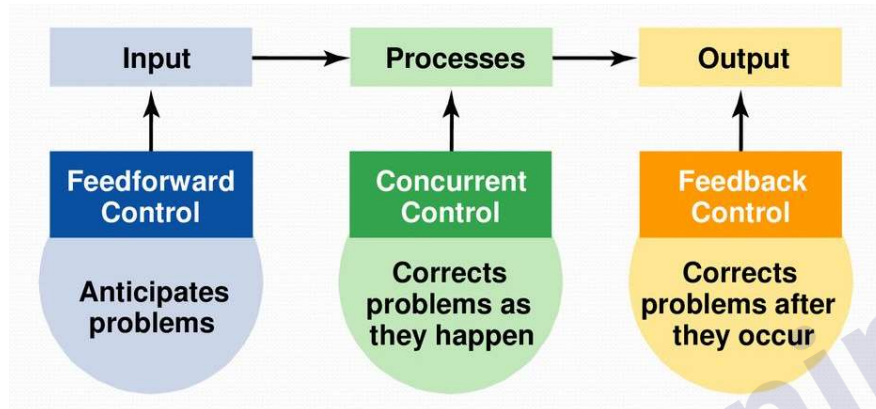 Input
Processes
Output
Feedforward
Control
Concurrent
Control
Feedback
Control
Anticipates
problems
Corrects
problems as
they happen
Corrects
problems after
they occur